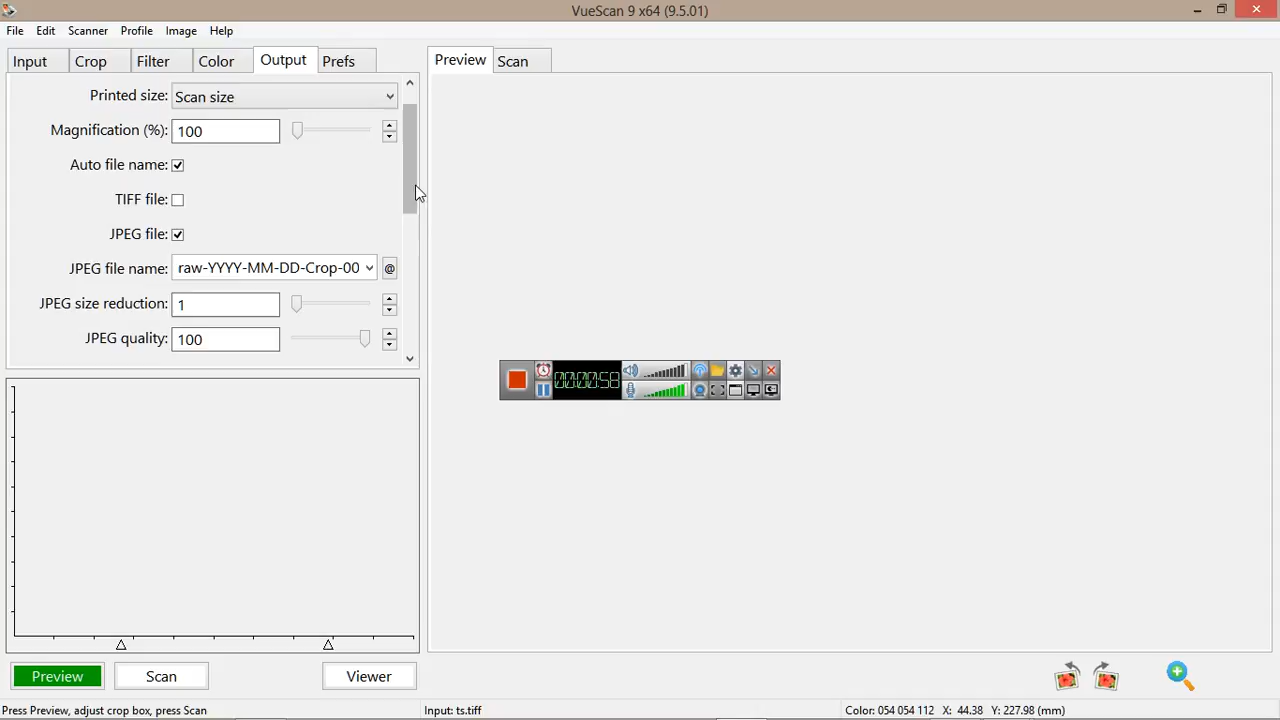 VueScan 9 x64 (9.5.01)
File Edit Scanner Profile Image Help
Input Crop Filter Color Output Prefs
Preview Scan
Printed size: Scan size
Magnification (%): 100
Auto file name:
TIFF file:
JPEG file:
JPEG file name: raw-YYYY-MM-DD-Crop-00 @
JPEG size reduction: 1
JPEG quality: 100
00:00:58
Preview Scan Viewer
Press Preview, adjust crop box, press Scan
Input: ts.tiff
Color: 054 054 112 X: 44.38 Y: 227.98 (mm)